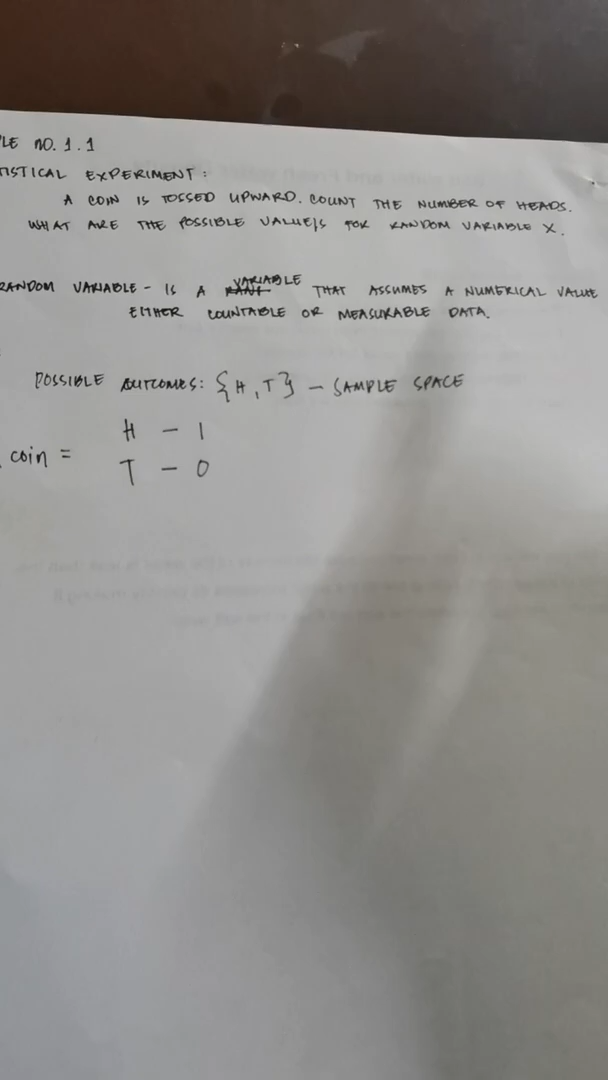 LE NO. 1.1
TISTICAL EXPERIMENT:
A COIN IS TOSSED UPWARD. COUNT THE NUMBER OF HEADS.
WHAT ARE THE POSSIBLE VALUE/S FOR RANDOM VARIABLE X.
VARIABLE
RANDOM VARIABLE - IS A THAT ASSUMES A NUMERICAL VALUE
EITHER COUNTABLE OR MEASURABLE DATA.
POSSIBLE OUTCOMES: {H, T} - SAMPLE SPACE
H - 1
coin =
T - 0